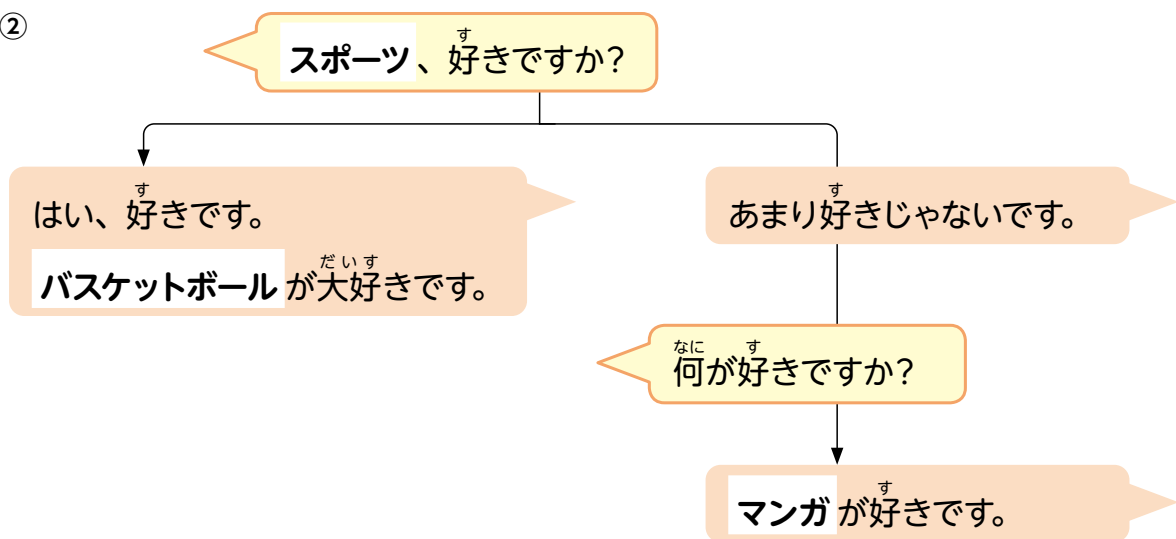 ②
スポーツ、好きですか？
はい、好きです。
バスケットボールが大好きです。
あまり好きじゃないです。
何が好きですか？
マンガが好きです。